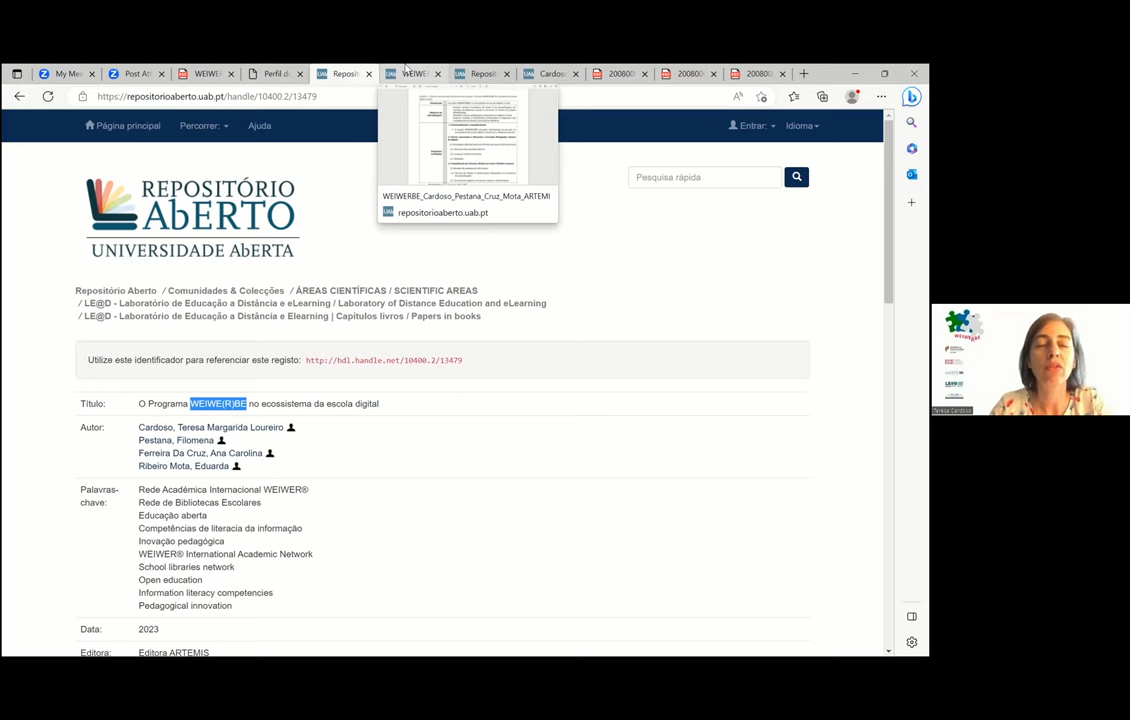 My Me
Post At
WEIWER
Perfil d
Reposit
WEIWE
Reposit
Cardos
200800
200800
200800
https://repositorioaberto.uab.pt/handle/10400.2/13479
Página principal
Percorrer:
Ajuda
Entrar:
Idioma
WEIWERBE_Cardoso_Pestana_Cruz_Mota_ARTEMI
repositorioaberto.uab.pt
Pesquisa rápida
REPOSITÓRIO
AbERTO
UNIVERSIDADE AbERTA
Repositório Aberto / Comunidades & Colecções / ÁREAS CIENTÍFICAS / SCIENTIFIC AREAS
/ LE@D - Laboratório de Educação a Distância e eLearning / Laboratory of Distance Education and eLearning
/ LE@D - Laboratório de Educação a Distância e Elearning | Capítulos livros / Papers in books
Utilize este identificador para referenciar este registo: http://hdl.handle.net/10400.2/13479
Título: O Programa WEIWE(R)BE no ecossistema da escola digital
Autor: Cardoso, Teresa Margarida Loureiro
Pestana, Filomena
Ferreira Da Cruz, Ana Carolina
Ribeiro Mota, Eduarda
Palavras-chave: Rede Académica Internacional WEIWER®
Rede de Bibliotecas Escolares
Educação aberta
Competências de literacia da informação
Inovação pedagógica
WEIWER® International Academic Network
School libraries network
Open education
Information literacy competencies
Pedagogical innovation
Data: 2023
Editora: Editora ARTEMIS
WEIWERBE
Teresa Cardoso